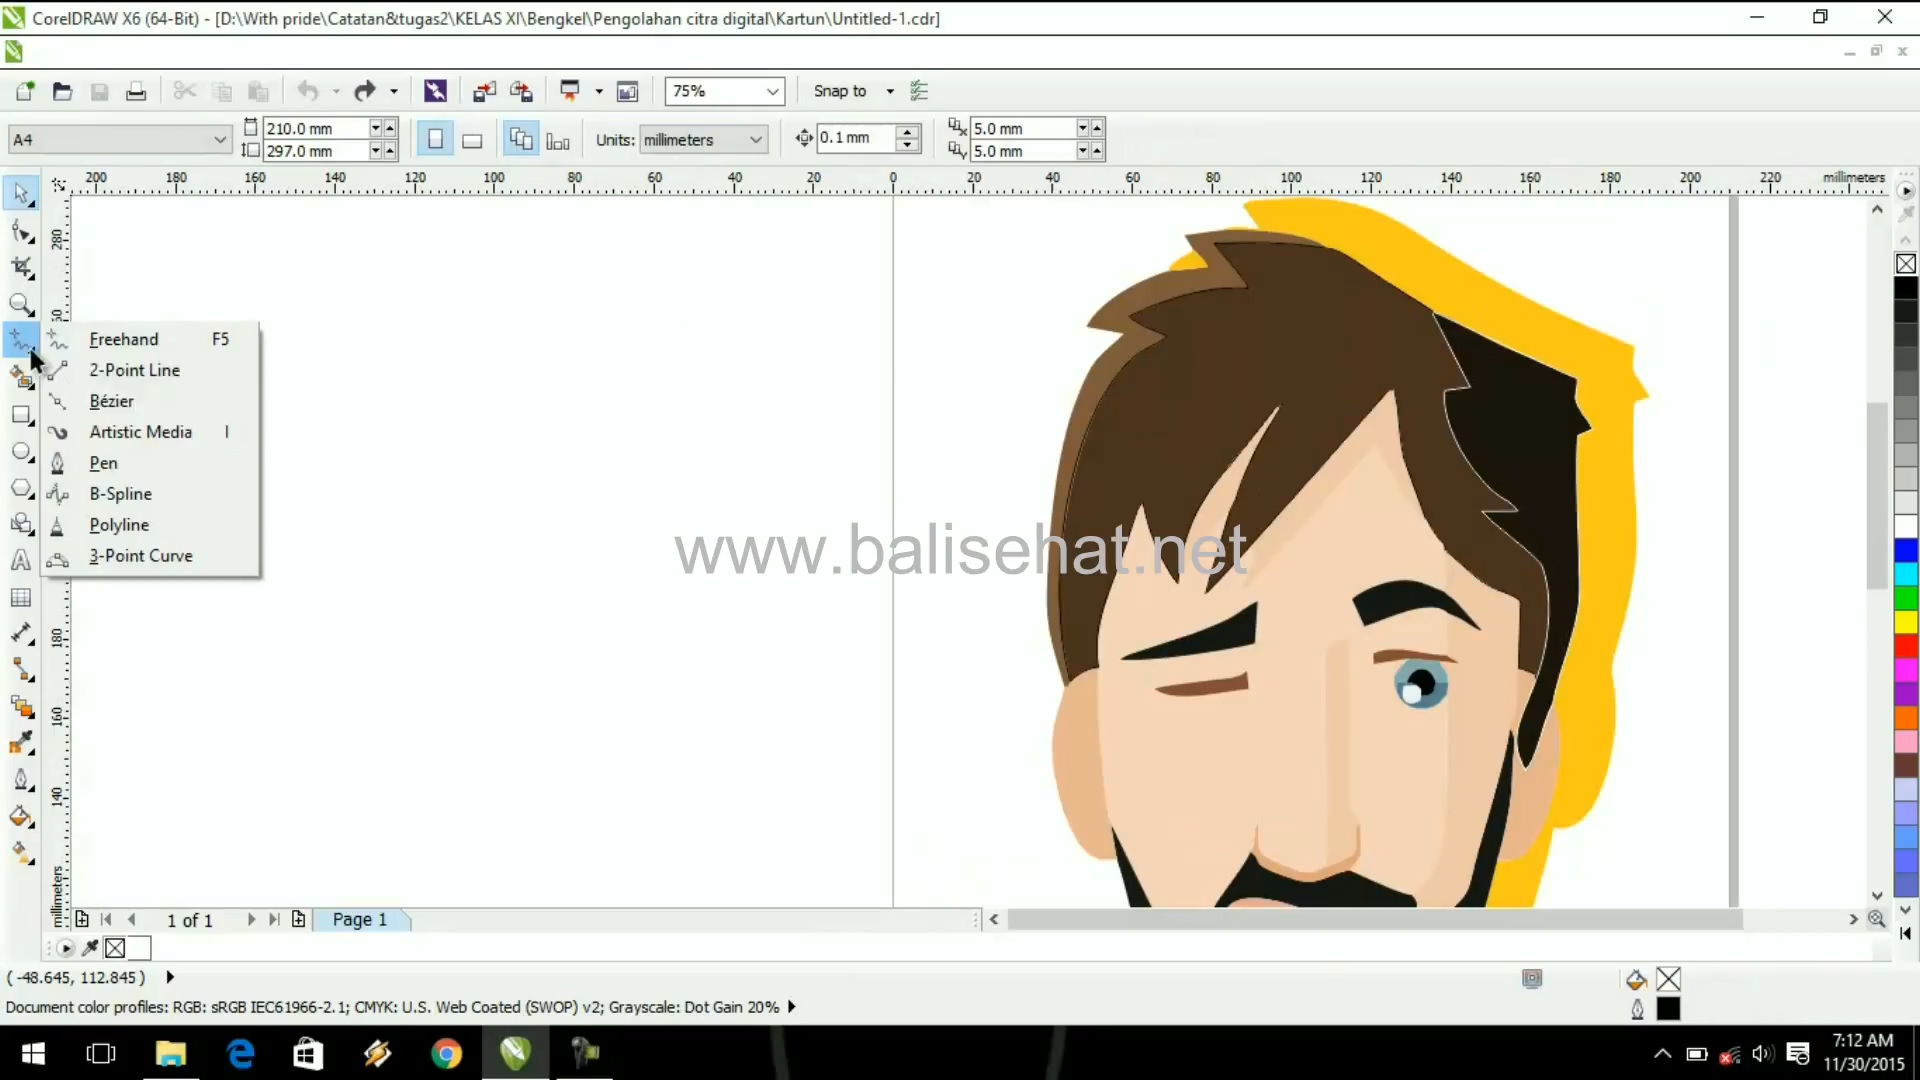 CorelDRAW X6 (64-Bit) - [D:\With pride\Catatan&tugas2\KELAS XI\Bengkel\Pengolahan citra digital\Kartun\Untitled-1.cdr]
75%
Snap to
A4
210.0 mm
297.0 mm
Units: millimeters
0.1 mm
5.0 mm
5.0 mm
200 180 160 140 120 100 80 60 40 20 0 20 40 60 80 100 120 140 160 180 200 220 millimeters
280
Freehand F5
2-Point Line
Bézier
Artistic Media I
Pen
B-Spline
Polyline
3-Point Curve
www.balisehat.net
180
160
140
millimeters
1 of 1
Page 1
( -48.645, 112.845 )
Document color profiles: RGB: sRGB IEC61966-2.1; CMYK: U.S. Web Coated (SWOP) v2; Grayscale: Dot Gain 20%
7:12 AM
11/30/2015